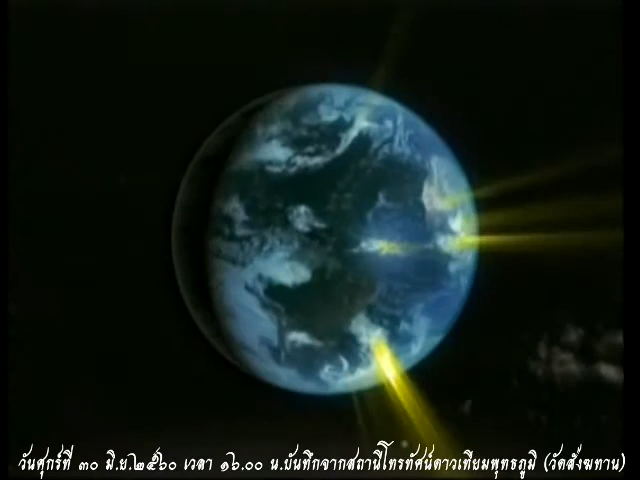 วันศุกร์ที่ ๓๐ มิ.ย.๒๕๖๐ เวลา ๑๖.๐๐ น.บันทึกจากสถานีโทรทัศน์ดาวเทียมพุทธภูมิ (วัดสังฆทาน)